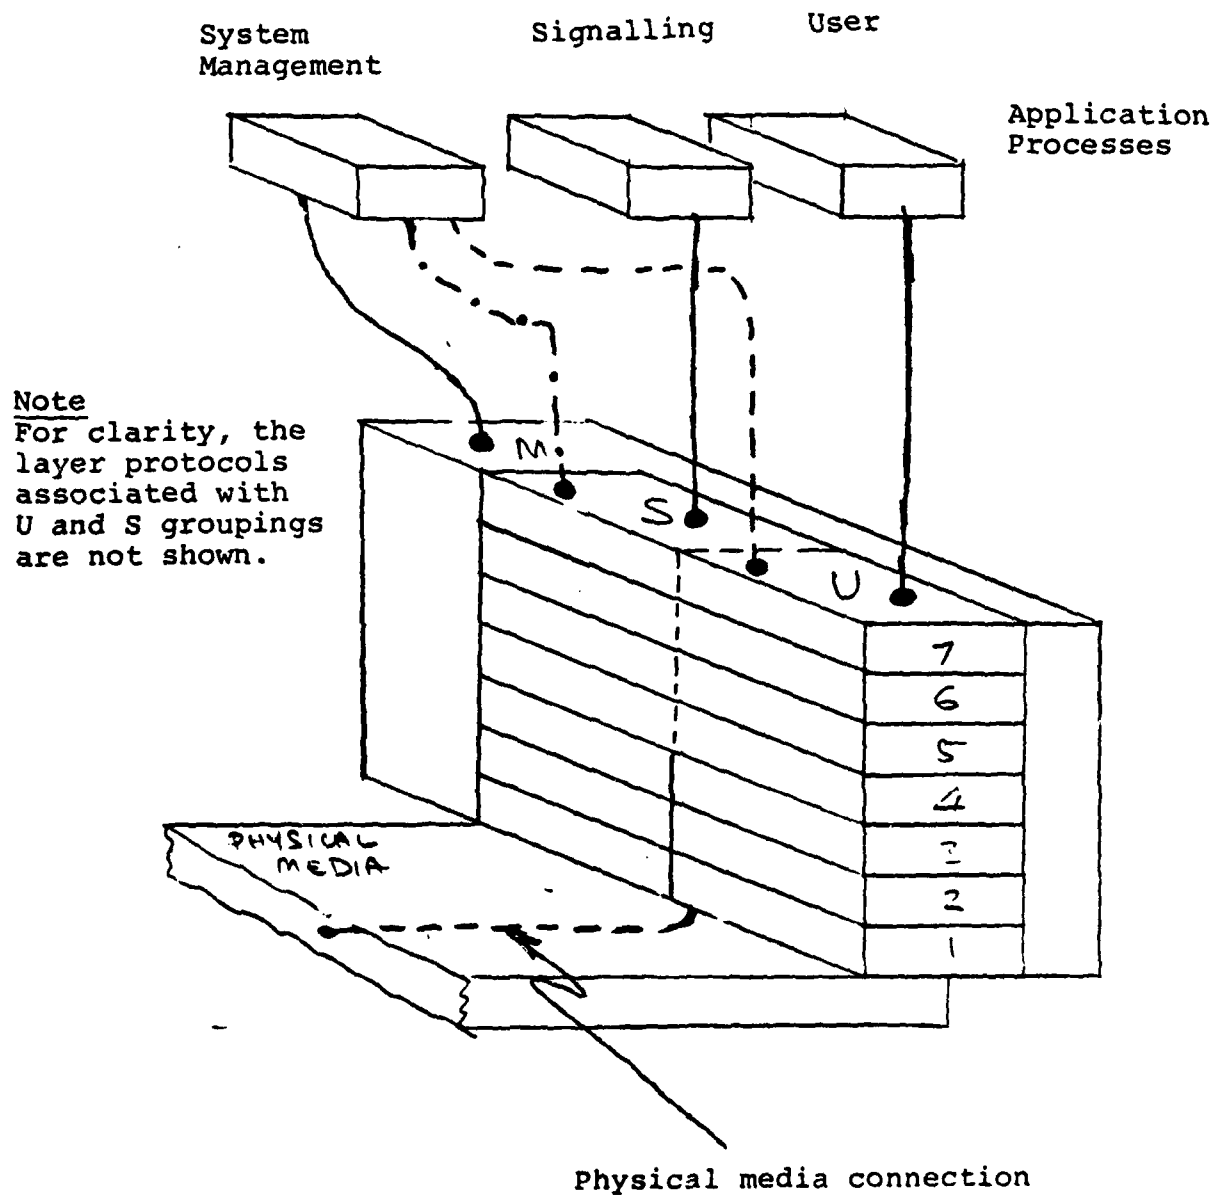 System
Management
Signalling
User
Application
Processes
Note
For clarity, the
layer protocols
associated with
U and S groupings
are not shown.
M
S
U
7
6
5
4
3
2
1
PHYSICAL
MEDIA
Physical media connection